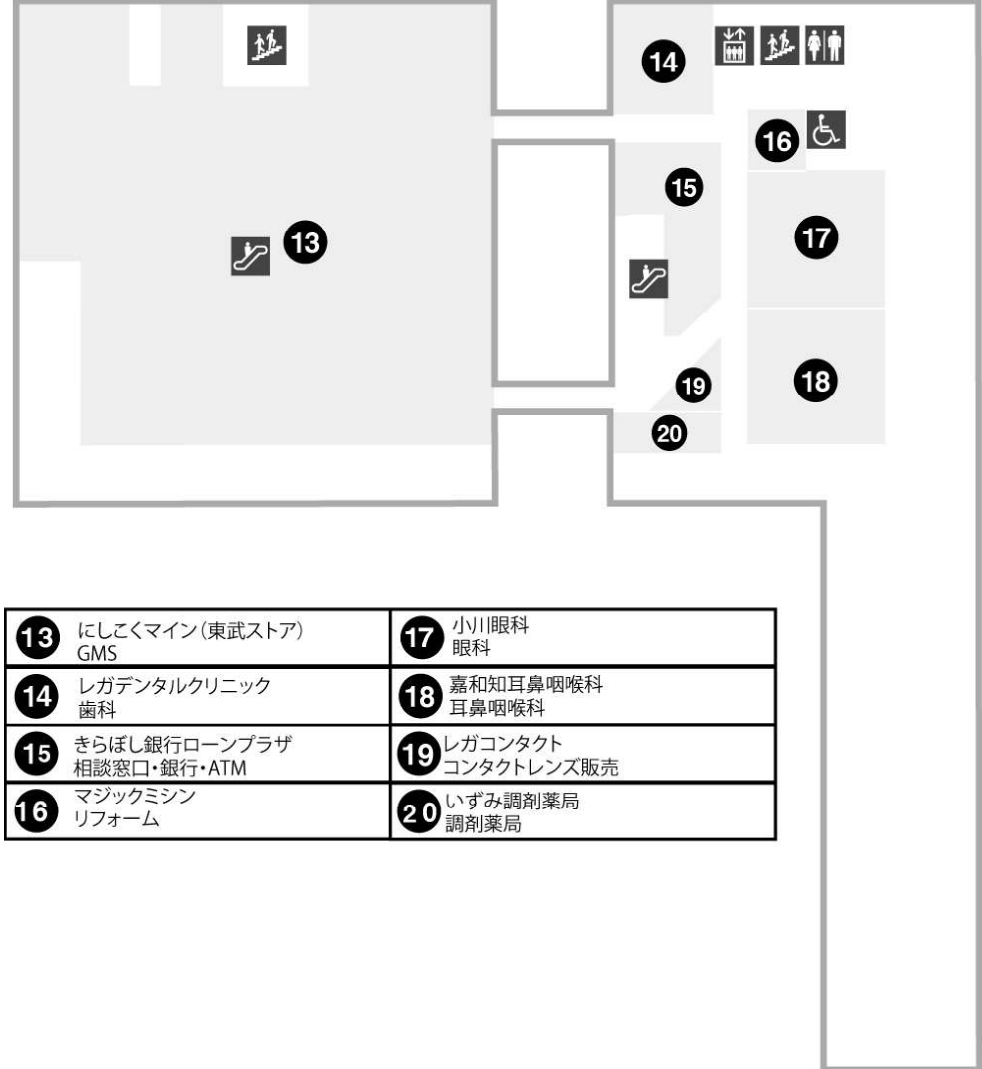 14
16
15
13
17
18
19
20
13 にしこくマイン(東武ストア)
GMS
17 小川眼科
眼科
14 レガデンタルクリニック
歯科
18 嘉和知耳鼻咽喉科
耳鼻咽喉科
15 きらぼし銀行ローンプラザ
相談窓口・銀行・ATM
19 レガコンタクト
コンタクトレンズ販売
16 マジックミシン
リフォーム
20 いずみ調剤薬局
調剤薬局